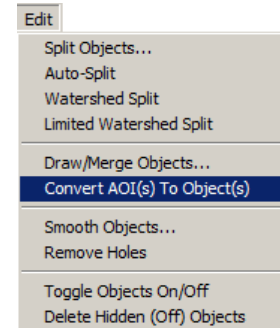 Edit
Split Objects...
Auto-Split
Watershed Split
Limited Watershed Split
Draw/Merge Objects...
Convert AOI(s) To Object(s)
Smooth Objects...
Remove Holes
Toggle Objects On/Off
Delete Hidden (Off) Objects